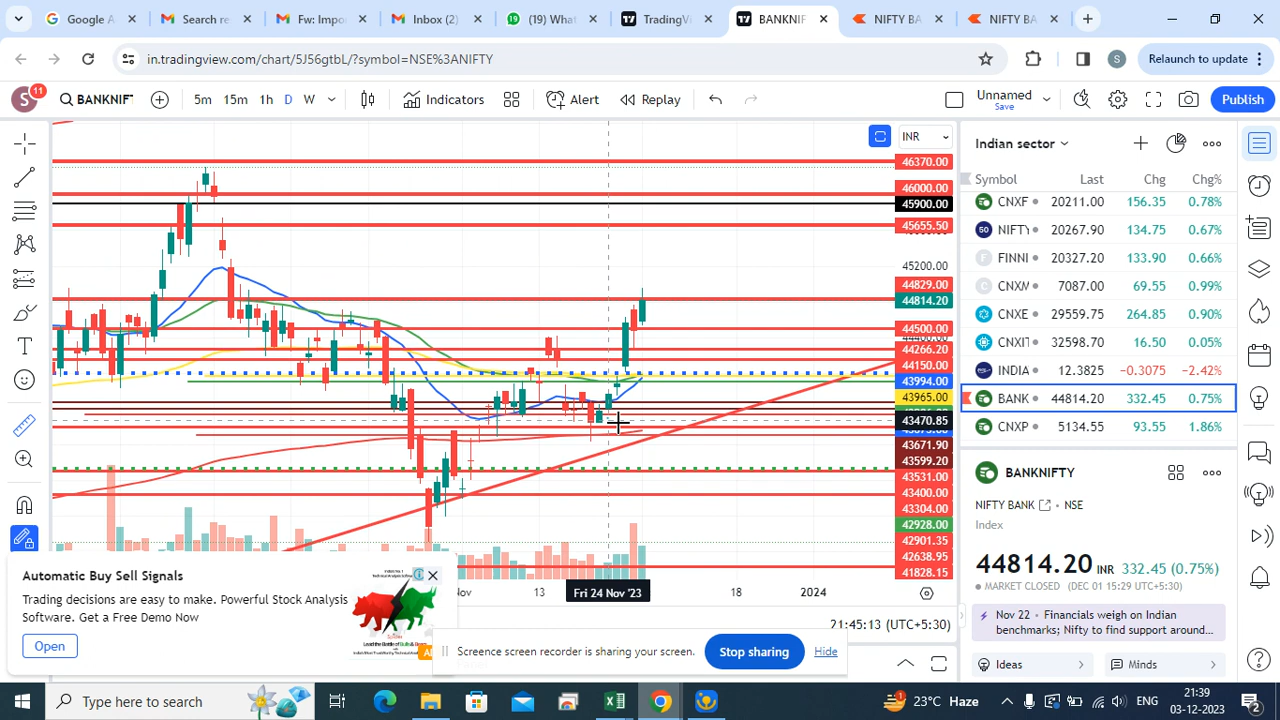 Google A
Search re
Fw: Impo
Inbox (2)
(19) What
TradingV
BANKNIF
NIFTY BA
NIFTY BA
in.tradingview.com/chart/5J56gtbL/?symbol=NSE%3ANIFTY
S
Relaunch to update
S
11
BANKNIFT
5m 15m 1h D W
Indicators
Alert
Replay
Unnamed
Save
Publish
INR
46370.00
46000.00
45900.00
45655.50
45200.00
44829.00
44814.20
44500.00
44266.20
44150.00
43994.00
43965.00
43470.85
43671.90
43599.20
43531.00
43400.00
43304.00
42928.00
42901.35
42638.95
41828.15
Indian sector
Symbol Last Chg Chg%
CNXF 20211.00 156.35 0.78%
50 NIFTY 20267.90 134.75 0.67%
F FINNI 20327.20 133.90 0.66%
C CNXM 7087.00 69.55 0.99%
CNXE 29559.75 264.85 0.90%
CNXIT 32598.70 16.50 0.05%
INDIA 12.3825 −0.3075 −2.42%
BANK 44814.20 332.45 0.75%
CNXP 5134.55 93.55 1.86%
BANKNIFTY
NIFTY BANK • NSE
Index
44814.20 INR 332.45 (0.75%)
MARKET CLOSED (DEC 01, 20:29 UTC+5:30)
Nov 22 • Financials weigh on Indian
benchmarks; metals find support around...
Ideas
Minds
Nov
13
Fri 24 Nov '23
18
2024
21:45:13 (UTC+5:30)
Automatic Buy Sell Signals
Trading decisions are easy to make. Powerful Stock Analysis
Software. Get a Free Demo Now
Open
Screence screen recorder is sharing your screen.
Stop sharing
Hide
Type here to search
23°C Haze
ENG
21:39
03-12-2023
2